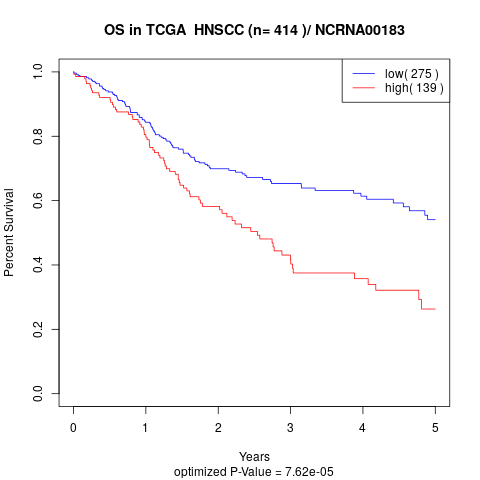 OS in TCGA  HNSCC (n= 414 )/ NCRNA00183
low( 275 )
high( 139 )
Percent Survival
1.0
0.8
0.6
0.4
0.2
0.0
0 1 2 3 4 5
Years
optimized P-Value = 7.62e-05